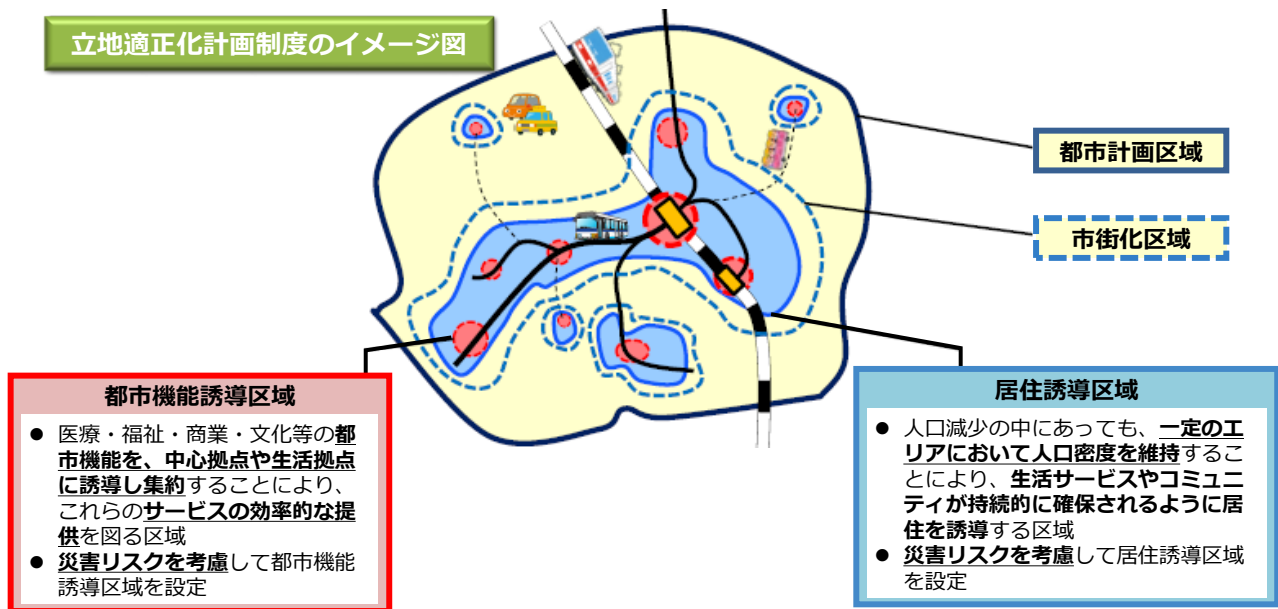 立地適正化計画制度のイメージ図
都市計画区域
市街化区域
都市機能誘導区域
● 医療・福祉・商業・文化等の都
市機能を、中心拠点や生活拠点
に誘導し集約することにより、
これらのサービスの効率的な提
供を図る区域
● 災害リスクを考慮して都市機能
誘導区域を設定
居住誘導区域
● 人口減少の中にあっても、一定のエ
リアにおいて人口密度を維持するこ
とにより、生活サービスやコミュニ
ティが持続的に確保されるように居
住を誘導する区域
● 災害リスクを考慮して居住誘導区域
を設定